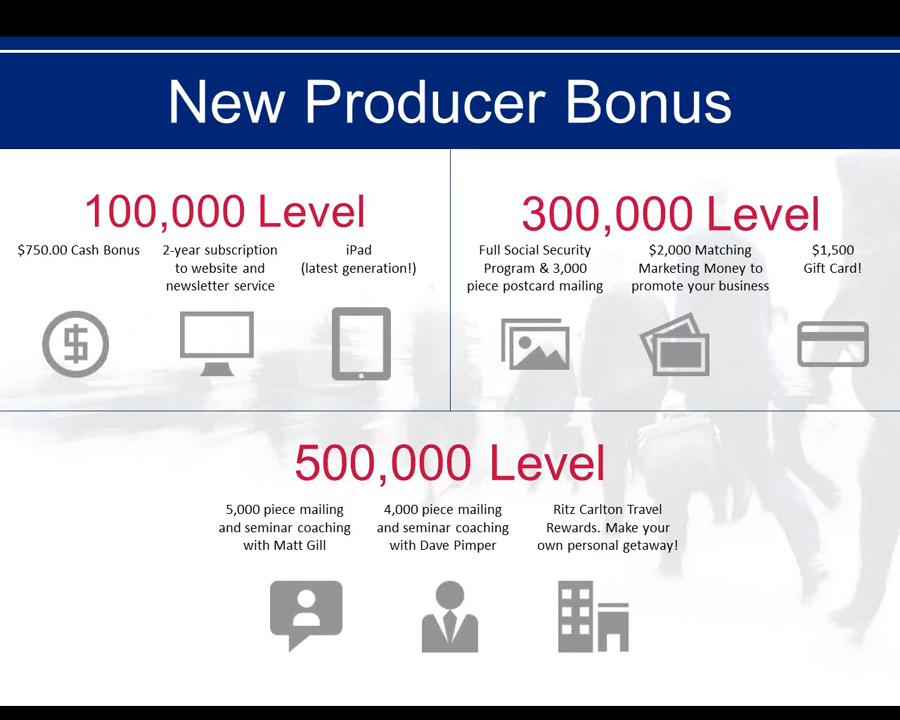 New Producer Bonus
100,000 Level
$750.00 Cash Bonus
2-year subscription
to website and
newsletter service
iPad
(latest generation!)
300,000 Level
Full Social Security
Program & 3,000
piece postcard mailing
$2,000 Matching
Marketing Money to
promote your business
$1,500
Gift Card!
500,000 Level
5,000 piece mailing
and seminar coaching
with Matt Gill
4,000 piece mailing
and seminar coaching
with Dave Pimper
Ritz Carlton Travel
Rewards. Make your
own personal getaway!